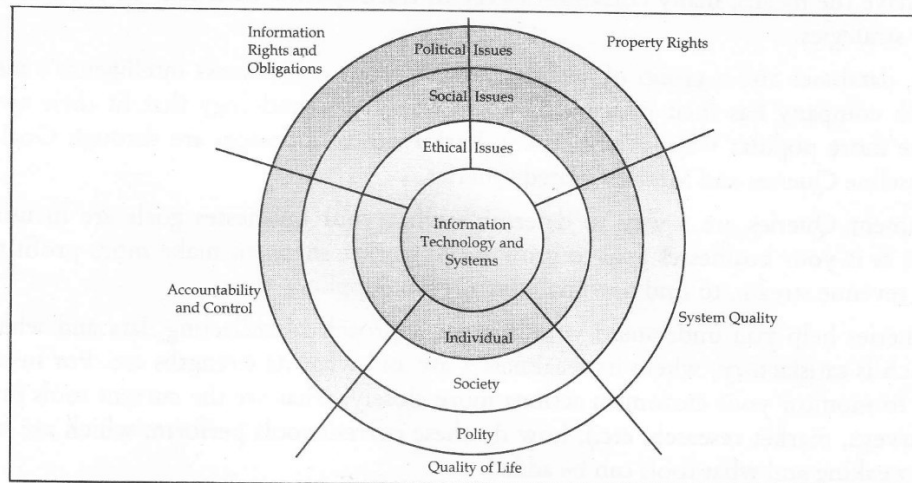 Information
Rights and
Obligations
Political Issues
Property Rights
Social Issues
Ethical Issues
Information
Technology and
Systems
Accountability
and Control
System Quality
Individual
Society
Polity
Quality of Life